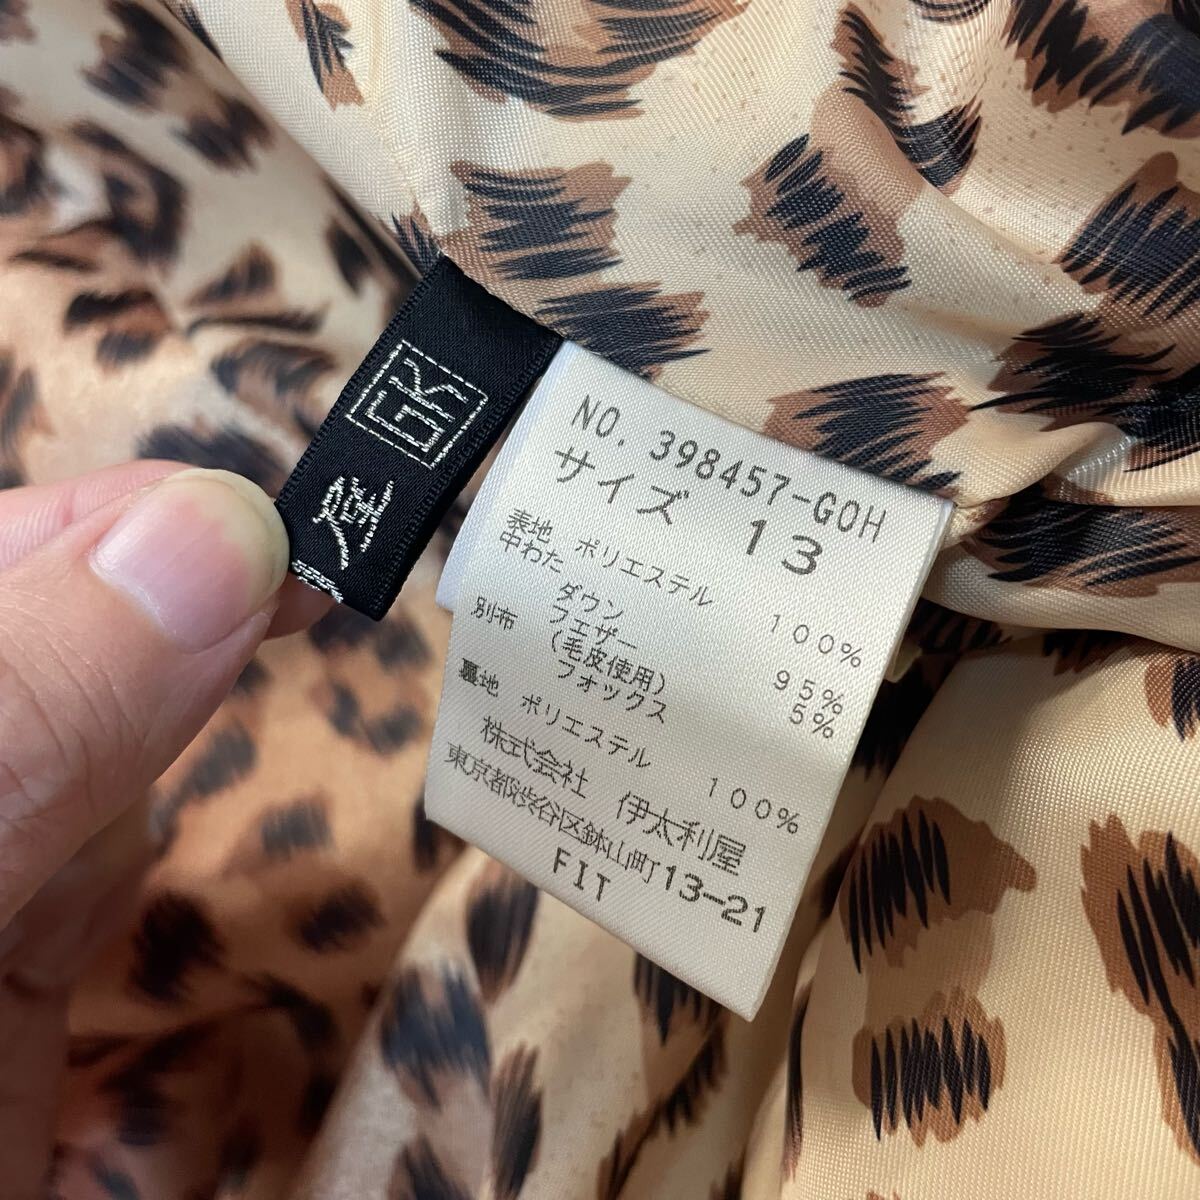 GK
屋
NO. 398457-GOH
サイズ 13
表地 ポリエステル 100%
中わた ダウン 95%
フェザー 5%
別布 (毛皮使用)
フォックス
裏地 ポリエステル 100%
株式会社 伊太利屋
東京都渋谷区鉢山町13-21
FIT